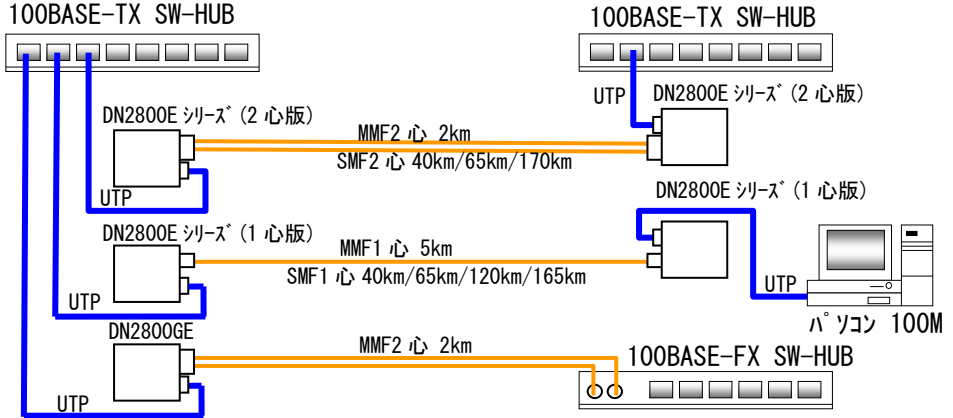 100BASE-TX SW-HUB
100BASE-TX SW-HUB
DN2800E ｼﾘｰｽﾞ(2 心版)
MMF2 心 2km
SMF2 心 40km/65km/170km
UTP
UTP
DN2800E ｼﾘｰｽﾞ(2 心版)
DN2800E ｼﾘｰｽﾞ(1 心版)
MMF1 心 5km
SMF1 心 40km/65km/120km/165km
UTP
DN2800E ｼﾘｰｽﾞ(1 心版)
UTP
ﾊﾟｿｺﾝ 100M
DN2800GE
MMF2 心 2km
UTP
100BASE-FX SW-HUB